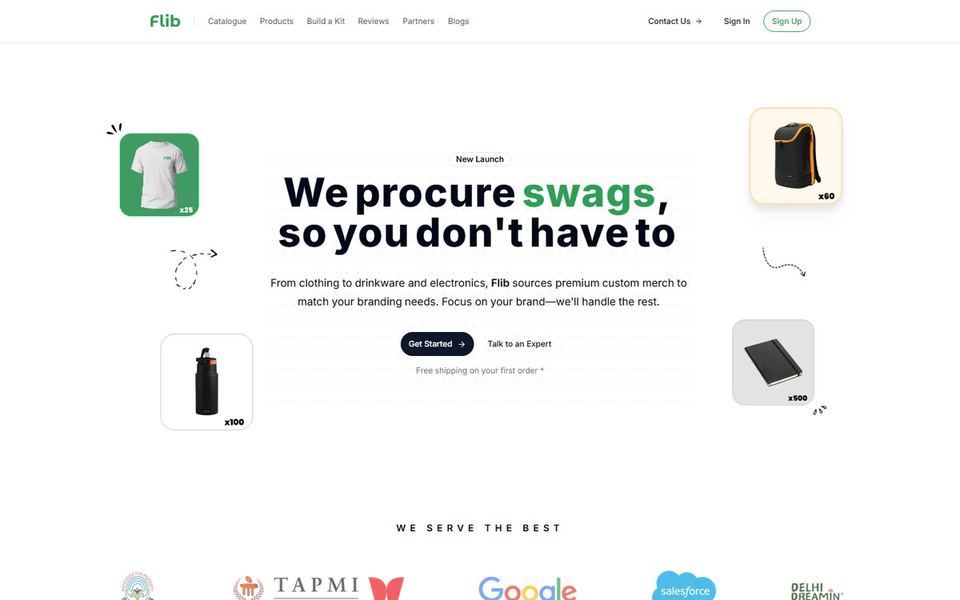 Flib
Catalogue Products Build a Kit Reviews Partners Blogs
Contact Us → Sign In Sign Up
New Launch
We procure swags,
so you don't have to
From clothing to drinkware and electronics, Flib sources premium custom merch to
match your branding needs. Focus on your brand—we'll handle the rest.
Get Started → Talk to an Expert
Free shipping on your first order *
Flib
x25
x60
x100
x500
WE SERVE THE BEST
TAPMI
Google
salesforce
DELHI
DREAMIN'